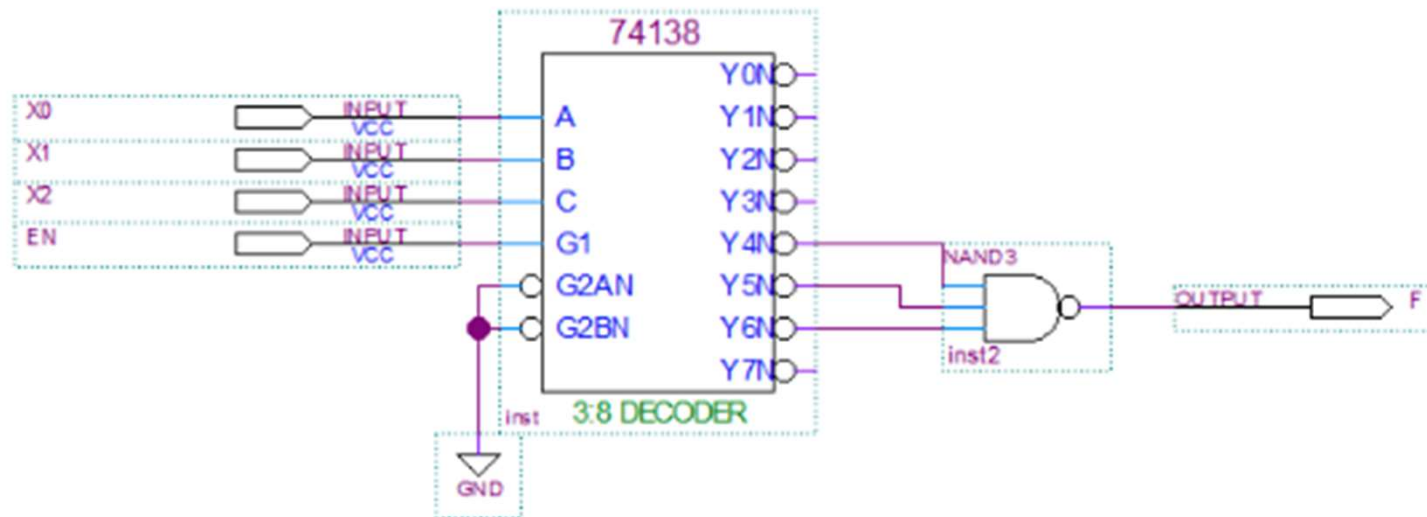 74138
X0 INPUT VCC
X1 INPUT VCC
X2 INPUT VCC
EN INPUT VCC
A
B
C
G1
G2AN
G2BN
Y0N
Y1N
Y2N
Y3N
Y4N
Y5N
Y6N
Y7N
inst
3:8 DECODER
GND
NAND3
inst2
OUTPUT F